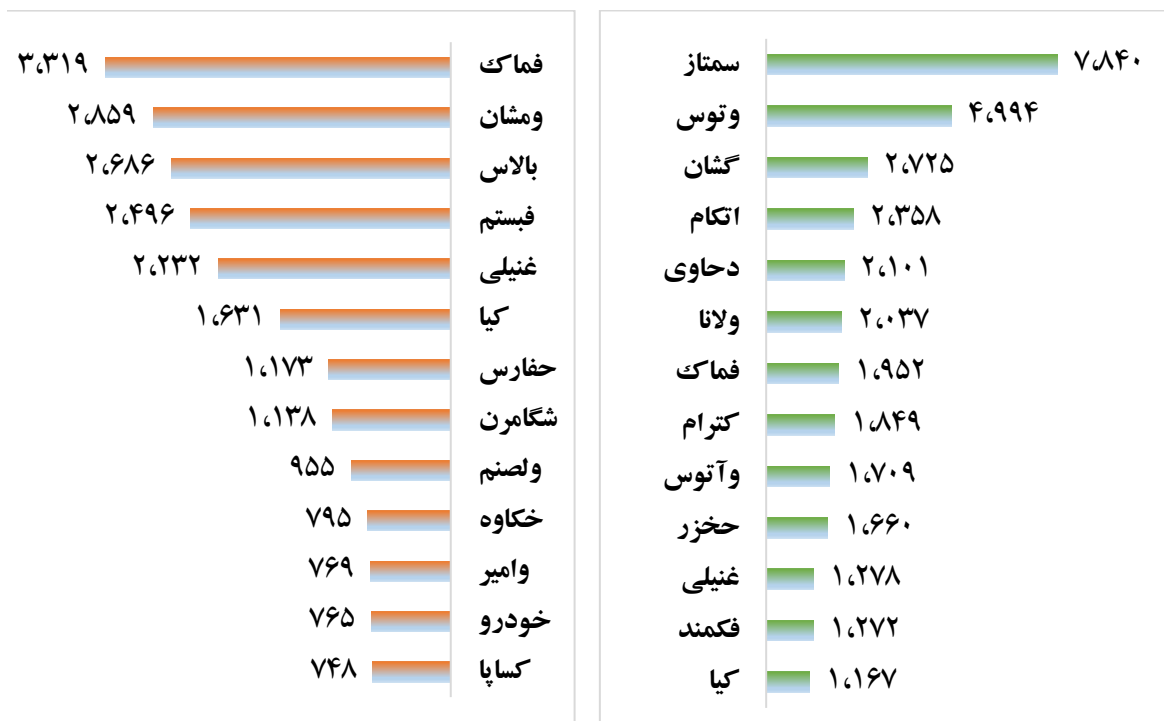 سمتاز ۷،۸۴۰
وتوس ۴،۹۹۴
گشان ۲،۷۲۵
اتکام ۲،۳۵۸
دحاوی ۲،۱۰۱
ولانا ۲،۰۳۷
فماک ۱،۹۵۲
کترام ۱،۸۴۹
وآتوس ۱،۷۰۹
حخزر ۱،۶۶۰
غنیلی ۱،۲۷۸
فکمند ۱،۲۷۲
کیا ۱،۱۶۷
فماک ۳،۳۱۹
ومشان ۲،۸۵۹
بالاس ۲،۶۸۶
فبستم ۲،۴۹۶
غنیلی ۲،۲۳۲
کیا ۱،۶۳۱
حفارس ۱،۱۷۳
شگامرن ۱،۱۳۸
ولصنم ۹۵۵
خکاوه ۷۹۵
وامیر ۷۶۹
خودرو ۷۶۵
کساپا ۷۴۸